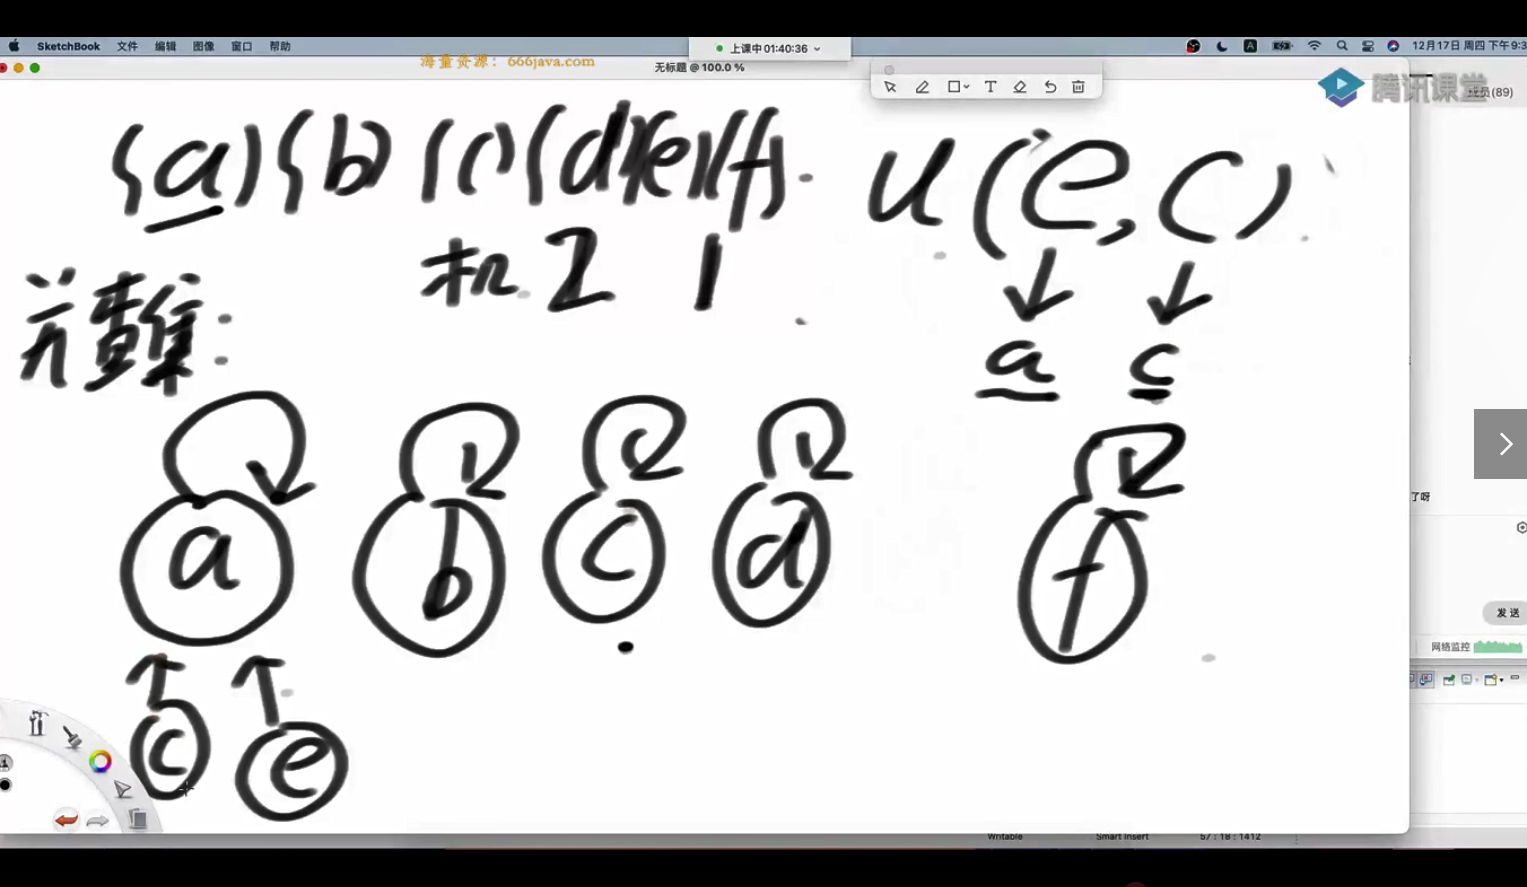 SketchBook 文件 编辑 图像 窗口 帮助 上课中 01:40:36 12月17日 周四 下午9:3
海量资源：666java.com
无标题 @ 100.0 %
腾讯课堂
员(89)
{a} {b} {c} {d} {e} {f} u(e, c)
2 1
并查集：
a c
a b c d f
了呀
发送
网络监控
c e
Writable Smart Insert 57 : 18 : 1412